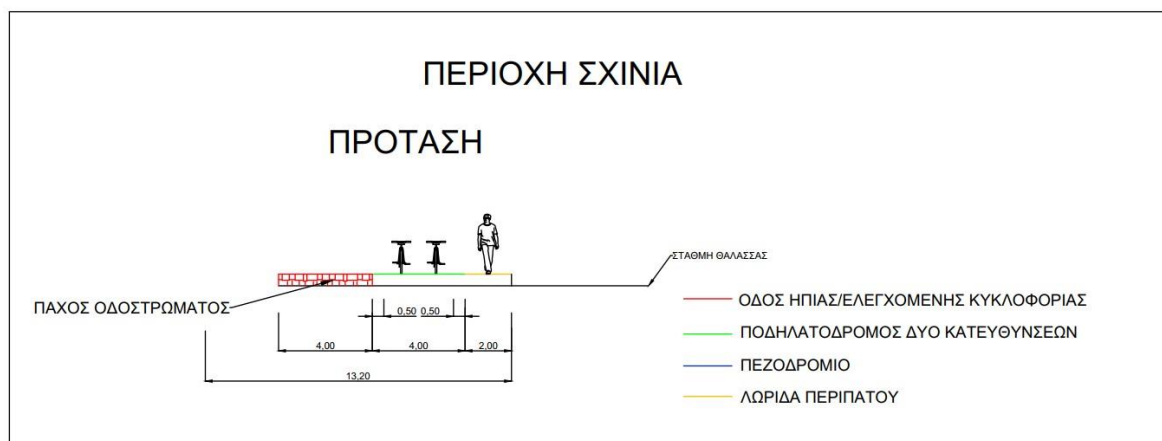 ΠΕΡΙΟΧΗ ΣΧΙΝΙΑ
ΠΡΟΤΑΣΗ
ΣΤΑΘΜΗ ΘΑΛΑΣΣΑΣ
ΠΑΧΟΣ ΟΔΟΣΤΡΩΜΑΤΟΣ
0,50 0,50
4,00 4,00 2,00
13,20
ΟΔΟΣ ΗΠΙΑΣ/ΕΛΕΓΧΟΜΕΝΗΣ ΚΥΚΛΟΦΟΡΙΑΣ
ΠΟΔΗΛΑΤΟΔΡΟΜΟΣ ΔΥΟ ΚΑΤΕΥΘΥΝΣΕΩΝ
ΠΕΖΟΔΡΟΜΙΟ
ΛΩΡΙΔΑ ΠΕΡΙΠΑΤΟΥ